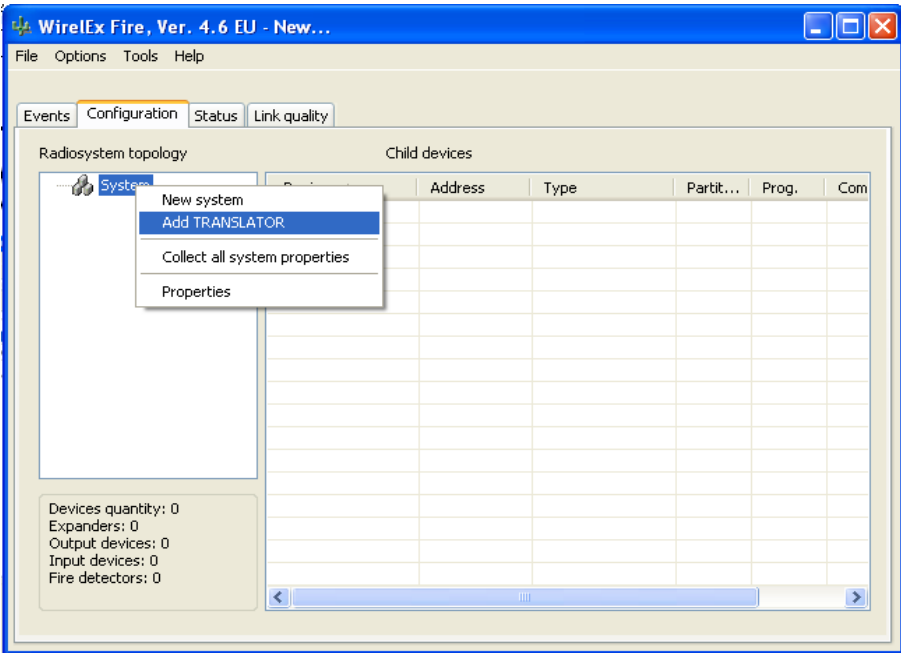 WirelEx Fire, Ver. 4.6 EU - New...
File Options Tools Help
Events Configuration Status Link quality
Radiosystem topology Child devices
System Address Type Partit... Prog. Com
New system
Add TRANSLATOR
Collect all system properties
Properties
Devices quantity: 0
Expanders: 0
Output devices: 0
Input devices: 0
Fire detectors: 0